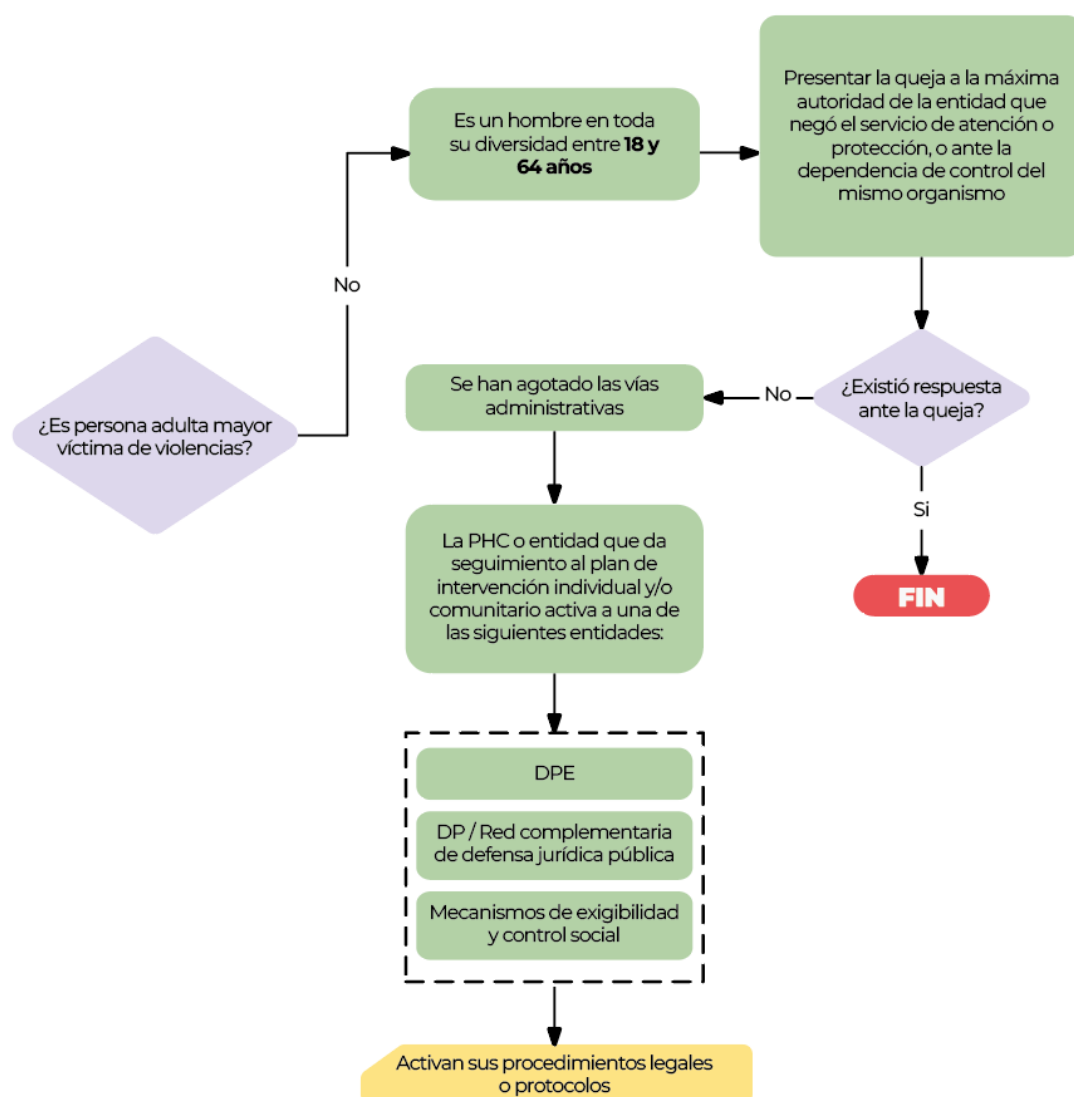 Es un hombre en toda
su diversidad entre 18 y
64 años
Presentar la queja a la máxima
autoridad de la entidad que
negó el servicio de atención o
protección, o ante la
dependencia de control del
mismo organismo
No
¿Es persona adulta mayor
víctima de violencias?
Se han agotado las vías
administrativas
No
¿Existió respuesta
ante la queja?
Si
FIN
La PHC o entidad que da
seguimiento al plan de
intervención individual y/o
comunitario activa a una de
las siguientes entidades:
DPE
DP / Red complementaria
de defensa jurídica pública
Mecanismos de exigibilidad
y control social
Activan sus procedimientos legales
o protocolos